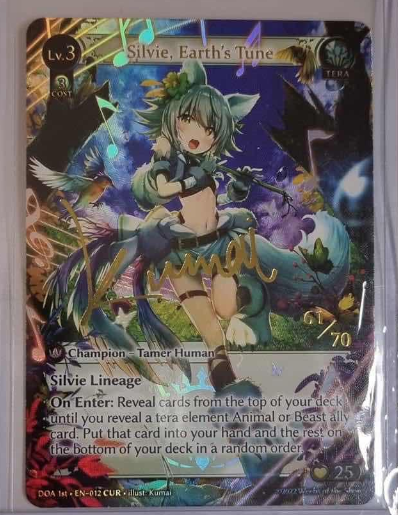 Lv.3
Silvie, Earth's Tune
TERA
3
COST
Kumai
61/70
Champion – Tamer Human
Silvie Lineage
On Enter: Reveal cards from the top of your deck
until you reveal a tera element Animal or Beast ally
card. Put that card into your hand and the rest on
the bottom of your deck in a random order.
25
DOA 1st • EN-012 CUR • illust: Kumai